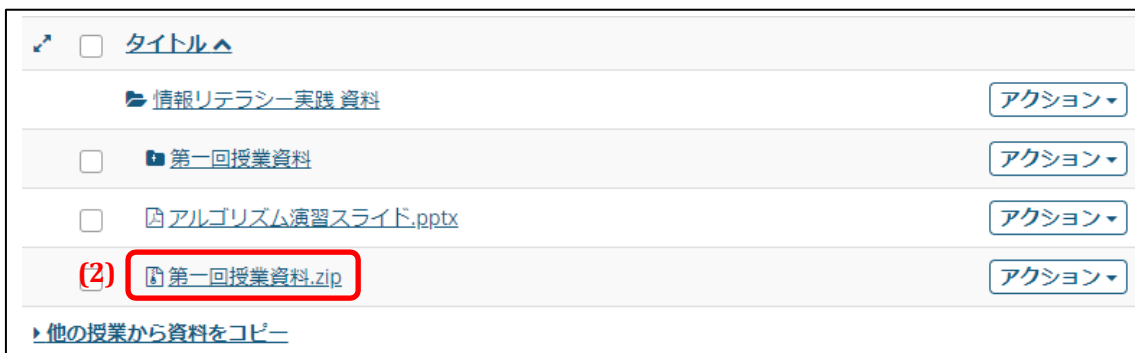 タイトル
情報リテラシー実践 資料 アクション
第一回授業資料 アクション
アルゴリズム演習スライド.pptx アクション
(2) 第一回授業資料.zip アクション
他の授業から資料をコピー